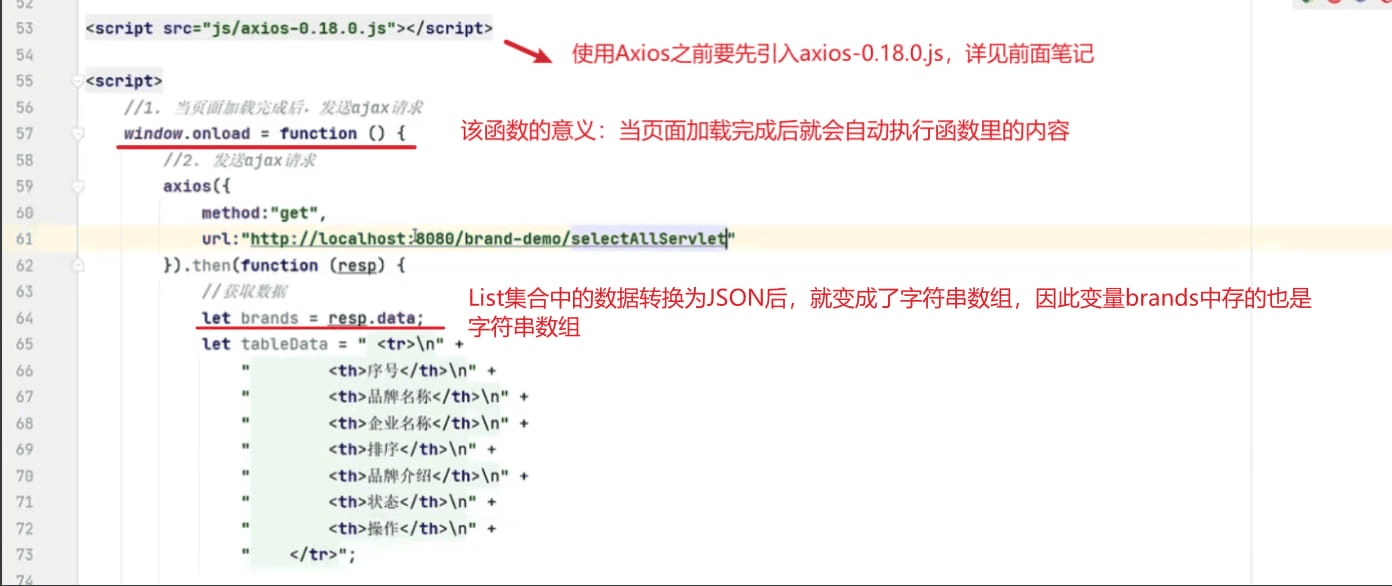 52
53 <script src="js/axios-0.18.0.js"></script>
54 使用Axios之前要先引入axios-0.18.0.js，详见前面笔记
55 <script>
56 //1. 当页面加载完成后，发送ajax请求
57 window.onload = function () { 该函数的意义：当页面加载完成后就会自动执行函数里的内容
58 //2. 发送ajax请求
59 axios({
60 method:"get",
61 url:"http://localhost:8080/brand-demo/selectAllServlet"
62 }).then(function (resp) {
63 //获取数据
List集合中的数据转换为JSON后，就变成了字符串数组，因此变量brands中存的也是
字符串数组
64 let brands = resp.data;
65 let tableData = " <tr>\n" +
66 " <th>序号</th>\n" +
67 " <th>品牌名称</th>\n" +
68 " <th>企业名称</th>\n" +
69 " <th>排序</th>\n" +
70 " <th>品牌介绍</th>\n" +
71 " <th>状态</th>\n" +
72 " <th>操作</th>\n" +
73 " </tr>";
74